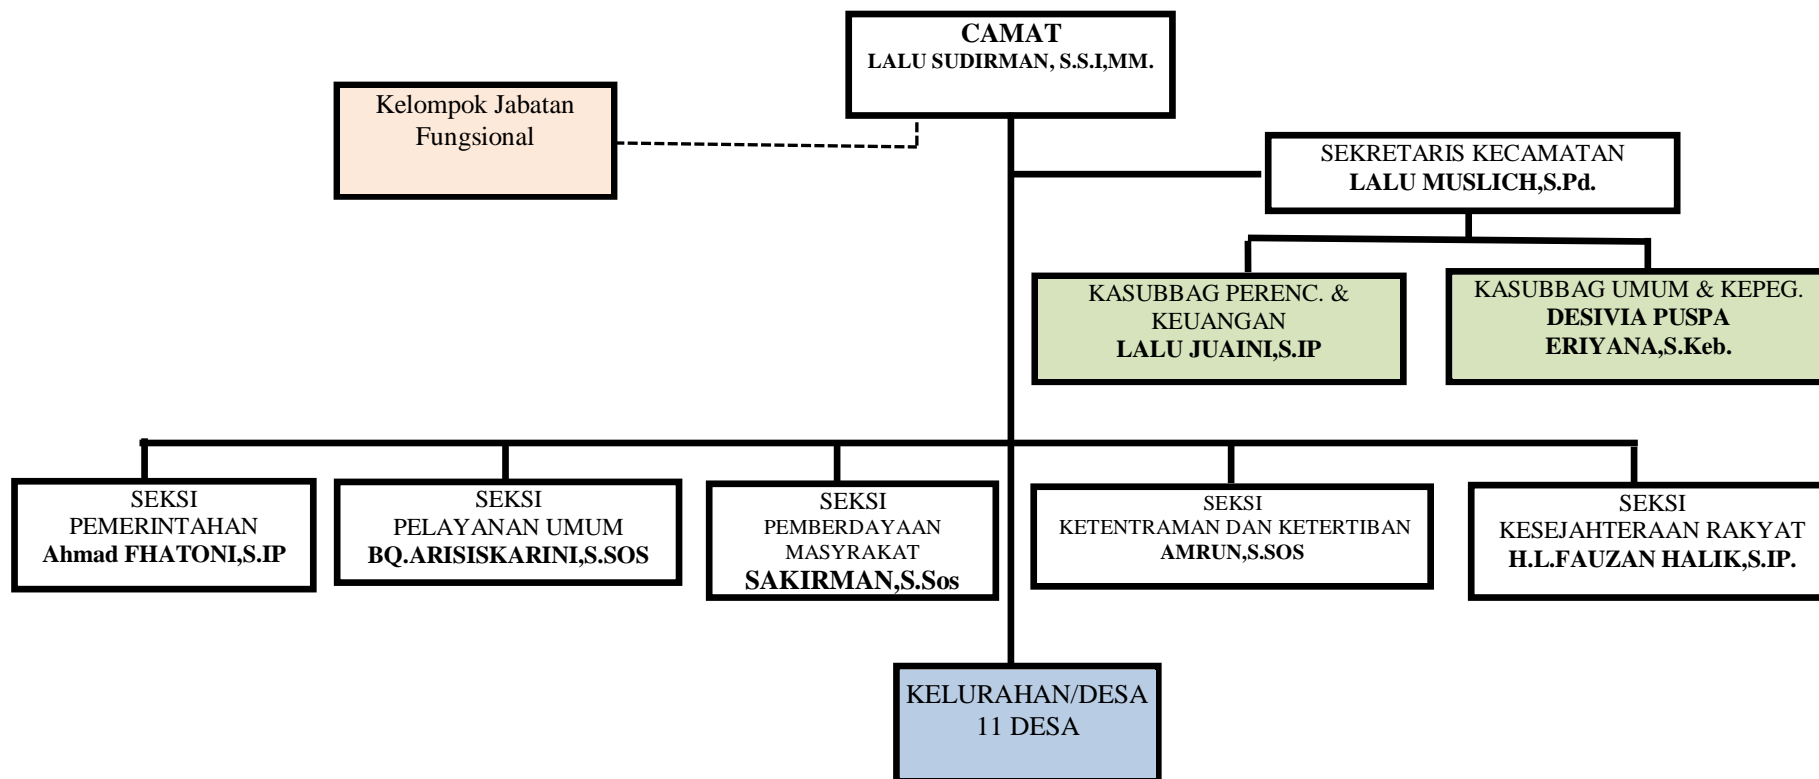 CAMAT
LALU SUDIRMAN, S.S.I,MM.
Kelompok Jabatan
Fungsional
SEKRETARIS KECAMATAN
LALU MUSLICH,S.Pd.
KASUBBAG PERENC. &
KEUANGAN
LALU JUAINI,S.IP
KASUBBAG UMUM & KEPEG.
DESIVIA PUSPA
ERIYANA,S.Keb.
SEKSI
PEMERINTAHAN
Ahmad FHATONI,S.IP
SEKSI
PELAYANAN UMUM
BQ.ARISISKARINI,S.SOS
SEKSI
PEMBERDAYAAN
MASYRAKAT
SAKIRMAN,S.Sos
SEKSI
KETENTRAMAN DAN KETERTIBAN
AMRUN,S.SOS
SEKSI
KESEJAHTERAAN RAKYAT
H.L.FAUZAN HALIK,S.IP.
KELURAHAN/DESA
11 DESA